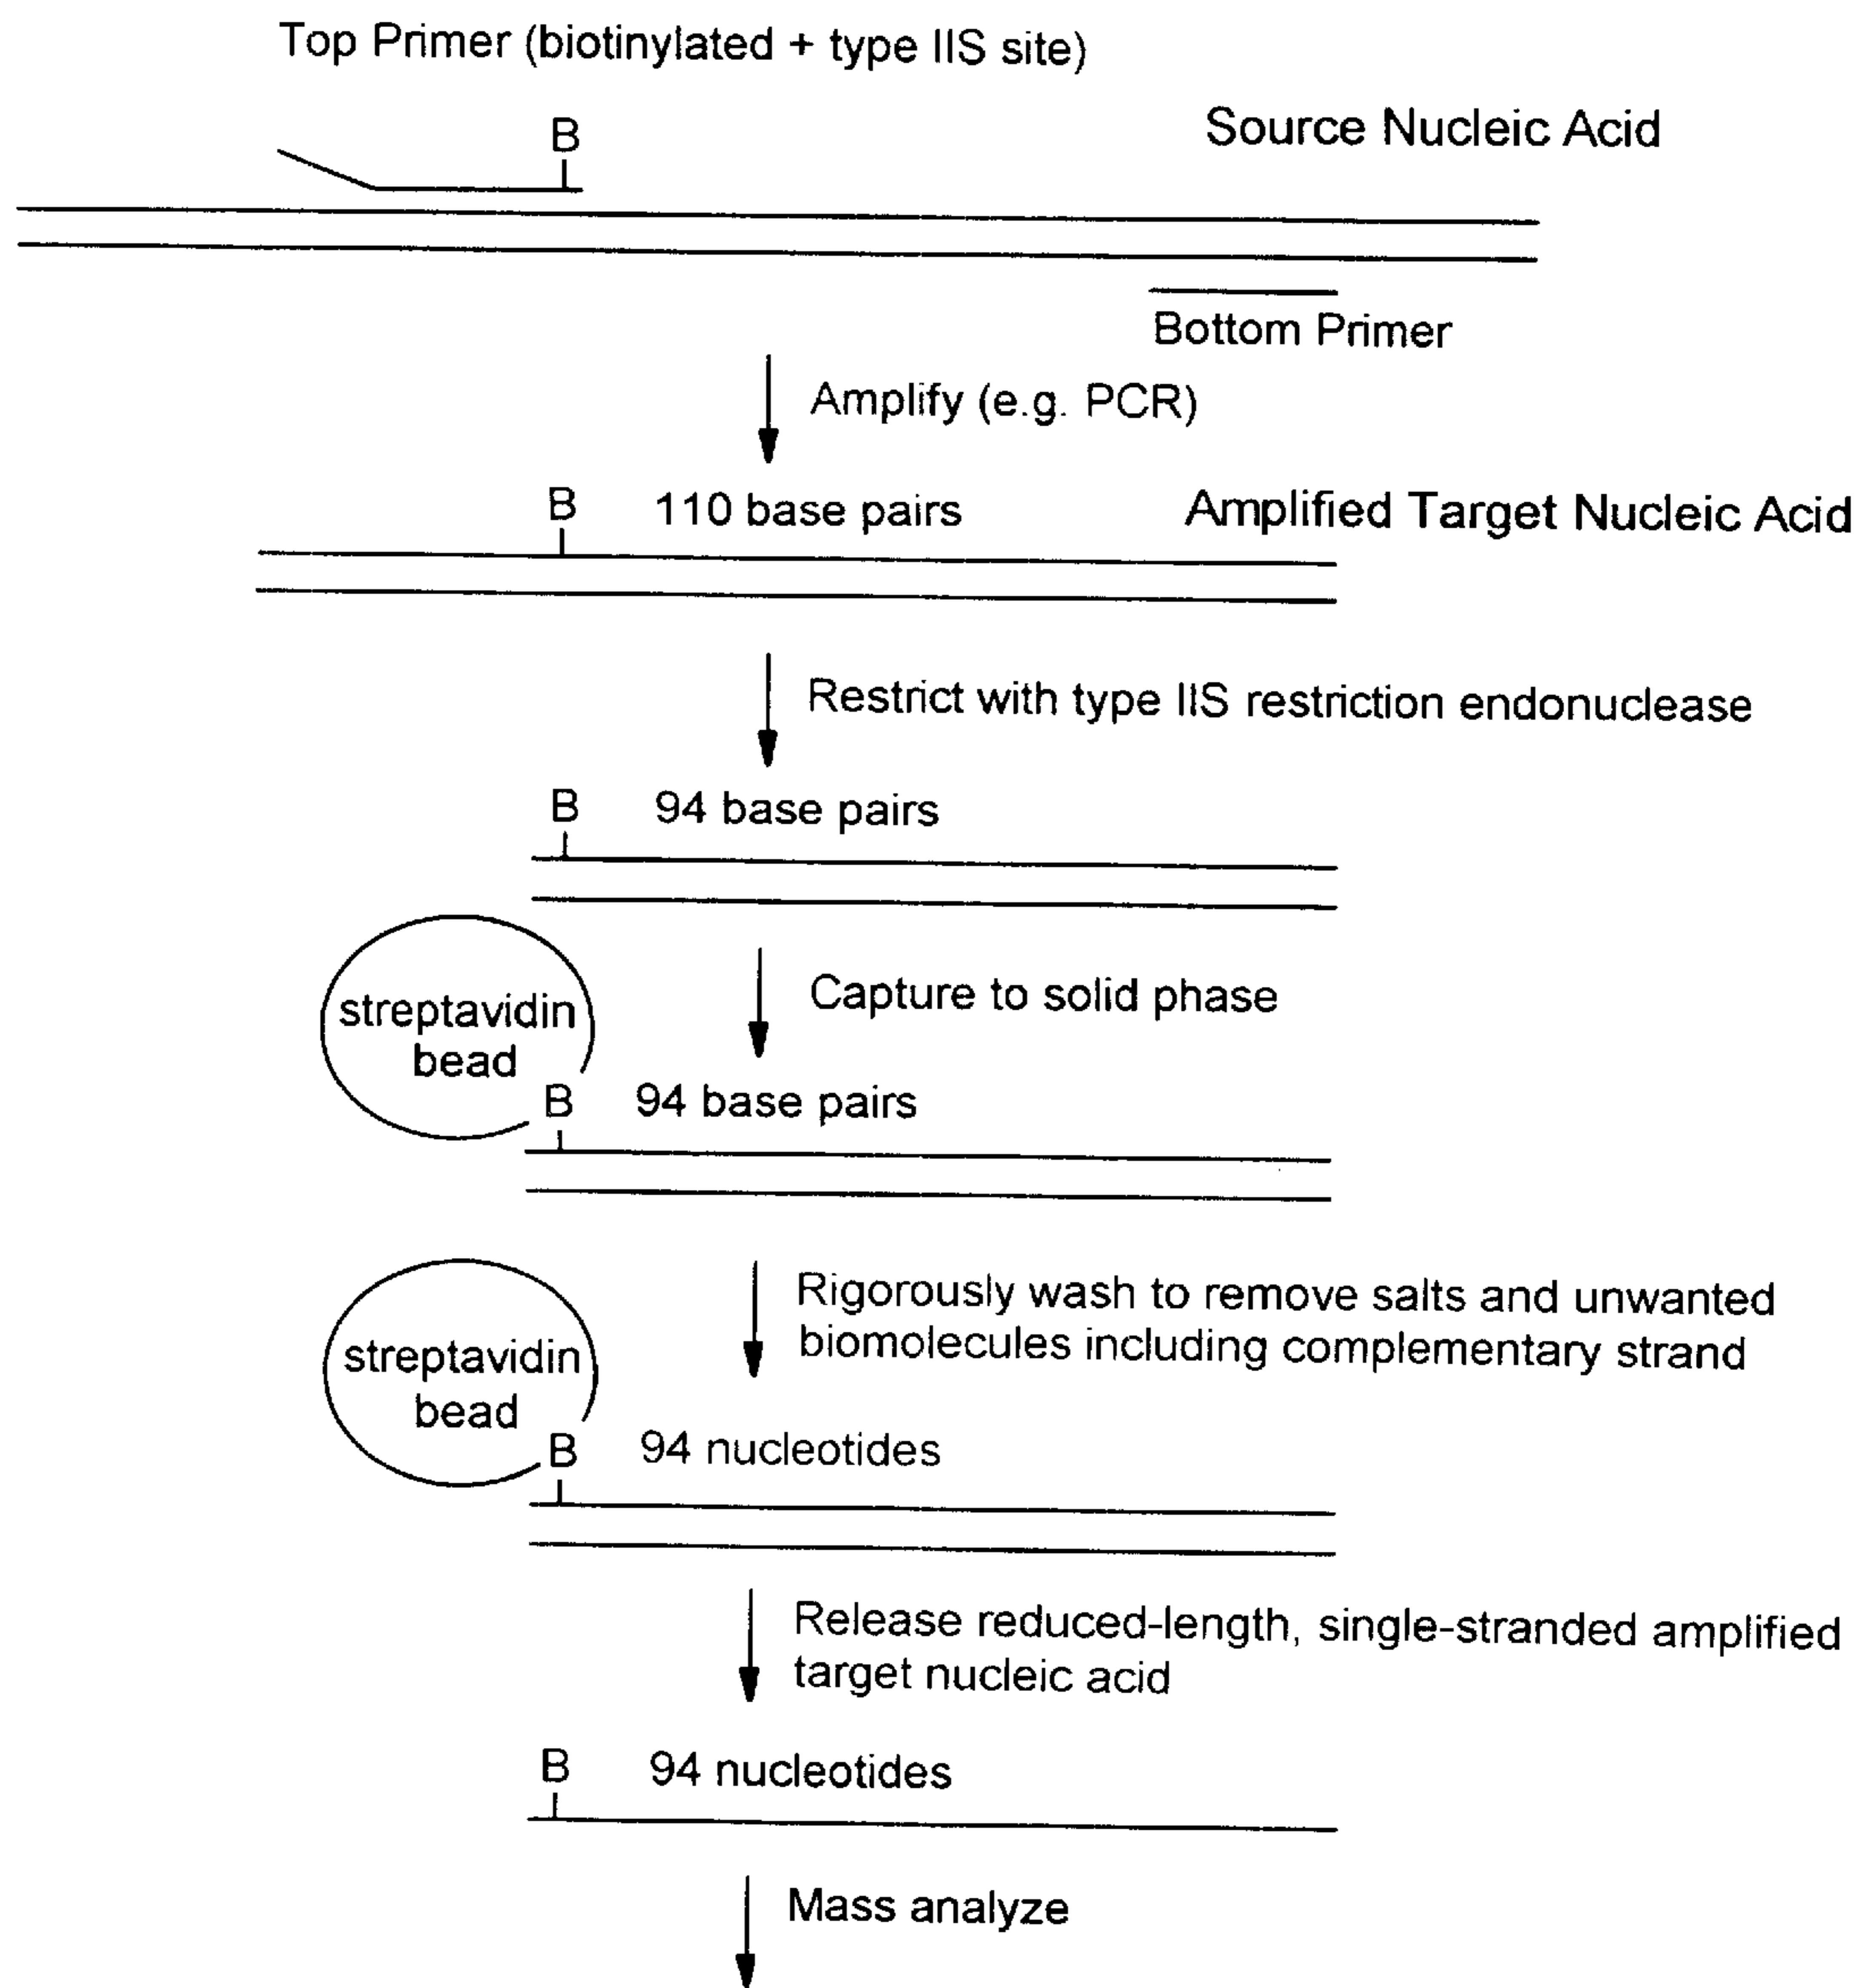 Top Primer (biotinylated + type IIS site)
B
Source Nucleic Acid
Bottom Primer
Amplify (e.g. PCR)
B
110 base pairs
Amplified Target Nucleic Acid
Restrict with type IIS restriction endonuclease
B
94 base pairs
Capture to solid phase
streptavidin
bead
B
94 base pairs
Rigorously wash to remove salts and unwanted
biomolecules including complementary strand
streptavidin
bead
B
94 nucleotides
Release reduced-length, single-stranded amplified
target nucleic acid
B
94 nucleotides
Mass analyze